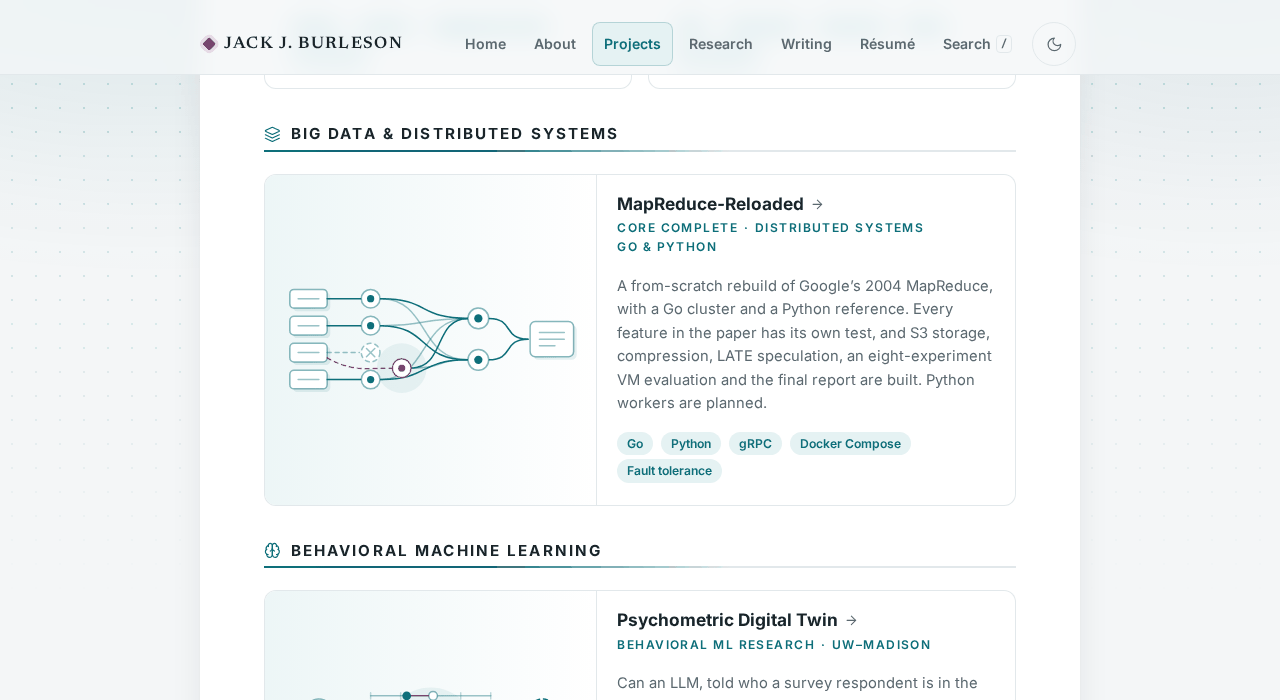 JACK J. BURLESON
Home
About
Projects
Research
Writing
Résumé
Search /
BIG DATA & DISTRIBUTED SYSTEMS
MapReduce-Reloaded →
CORE COMPLETE · DISTRIBUTED SYSTEMS
GO & PYTHON
A from-scratch rebuild of Google’s 2004 MapReduce,
with a Go cluster and a Python reference. Every
feature in the paper has its own test, and S3 storage,
compression, LATE speculation, an eight-experiment
VM evaluation and the final report are built. Python
workers are planned.
Go
Python
gRPC
Docker Compose
Fault tolerance
BEHAVIORAL MACHINE LEARNING
Psychometric Digital Twin →
BEHAVIORAL ML RESEARCH · UW–MADISON
Can an LLM, told who a survey respondent is in the